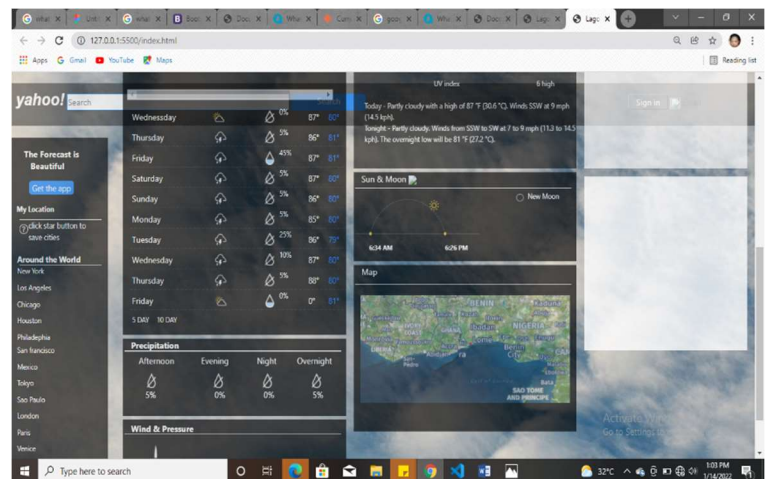 127.0.0.1:5500/index.html
Apps Gmail YouTube Maps Reading list
yahoo! Search Search Sign in
The Forecast is
Beautiful
Get the app
My Location
click star button to
save cities
Around the World
New York
Los Angeles
Chicago
Houston
Philadephia
San francisco
Mexico
Tokyo
Sao Paulo
London
Paris
Venice
Wednessday 0% 87° 80°
Thursday 5% 86° 81°
Friday 45% 87° 81°
Saturday 5% 87° 80°
Sunday 5% 86° 80°
Monday 5% 85° 80°
Tuesday 25% 86° 79°
Wednesday 10% 87° 80°
Thursday 5% 88° 80°
Friday 0% 0° 81°
5 DAY 10 DAY
Precipitation
Afternoon Evening Night Overnight
5% 0% 0% 5%
Wind & Pressure
UV index 6 high
Today - Partly cloudy with a high of 87 °F (30.6 °C). Winds SSW at 9 mph
(14.5 kph).
Tonight - Partly cloudy. Winds from SSW to SW at 7 to 9 mph (11.3 to 14.5
kph). The overnight low will be 81 °F (27.2 °C).
Sun & Moon
New Moon
6:34 AM 6:26 PM
Map
BENIN
GHANA
NIGERIA
Ibadan
Benin
City
SAO TOME
AND PRINCIPE
Go to Settings
Type here to search
32°C
1:03 PM
1/14/2022